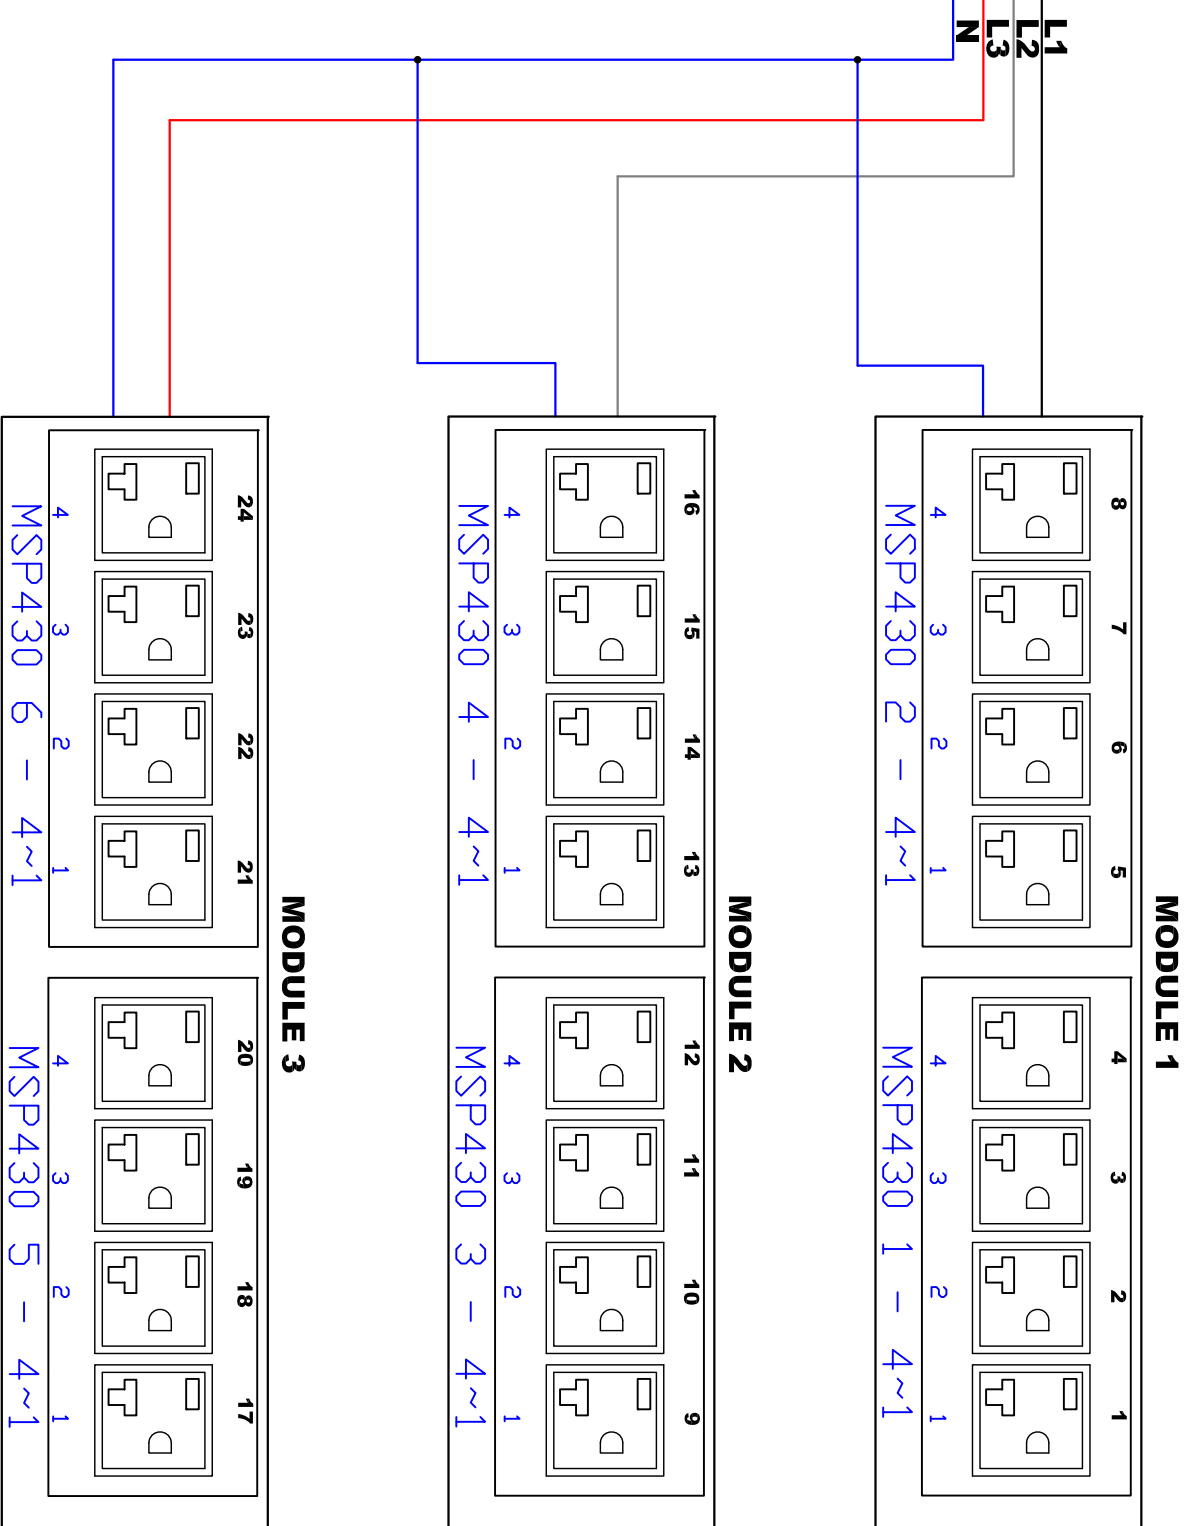 L1
L2
L3
N
MODULE 1
8 7 6 5 4 3 2 1
4 3 2 1 4 3 2 1
MSP430 2 - 4~1 MSP430 1 - 4~1
MODULE 2
16 15 14 13 12 11 10 9
4 3 2 1 4 3 2 1
MSP430 4 - 4~1 MSP430 3 - 4~1
MODULE 3
24 23 22 21 20 19 18 17
4 3 2 1 4 3 2 1
MSP430 6 - 4~1 MSP430 5 - 4~1